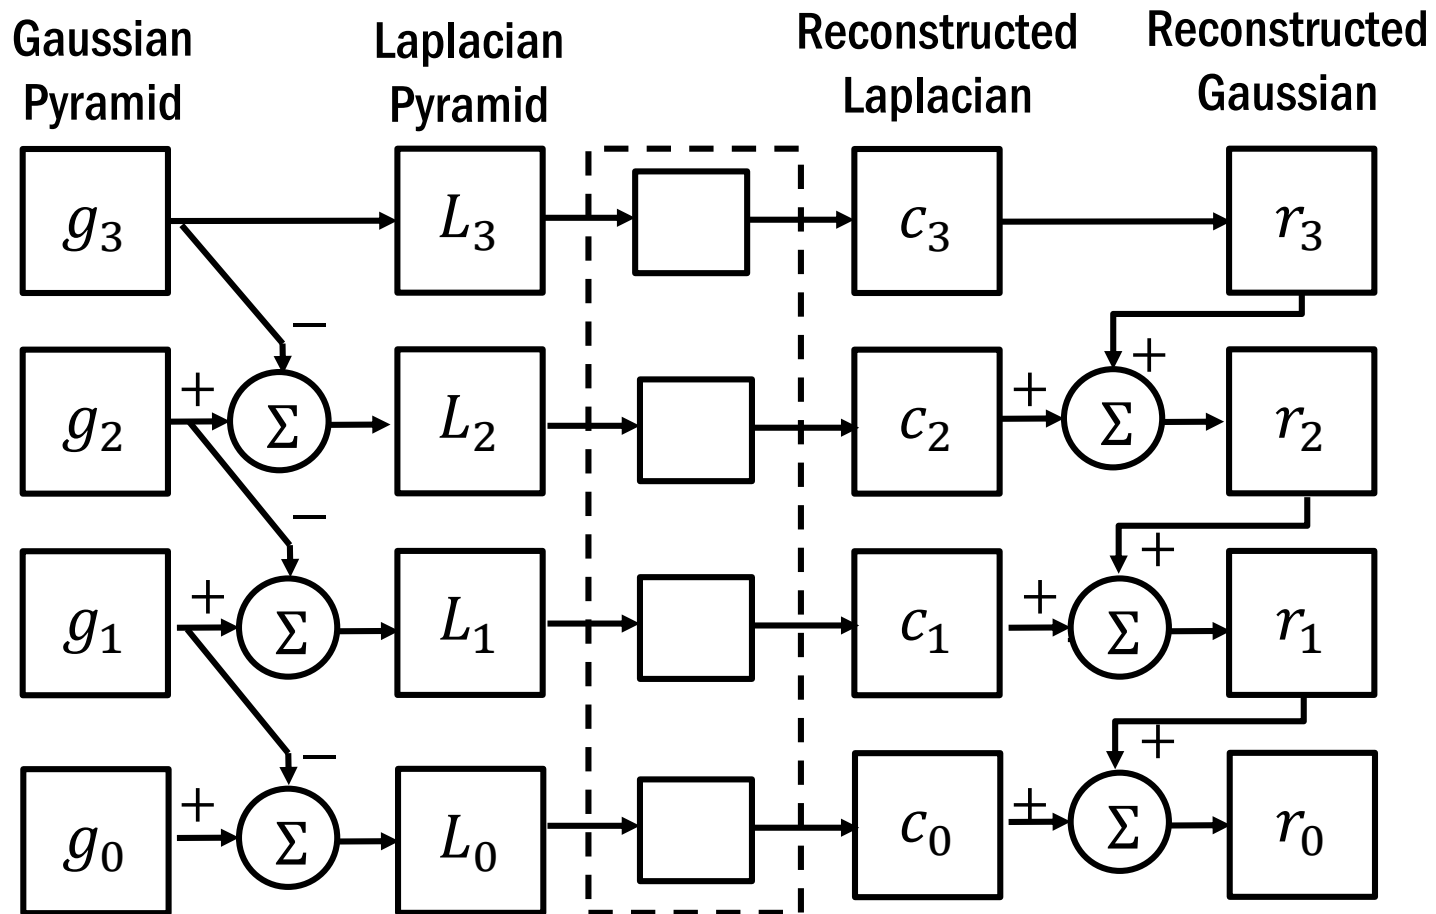 Gaussian
Pyramid
Laplacian
Pyramid
Reconstructed
Laplacian
Reconstructed
Gaussian
g₃ L₃ c₃ r₃
− +
g₂ + Σ L₂ c₂ + Σ r₂
− +
g₁ + Σ L₁ c₁ + Σ r₁
− +
g₀ + Σ L₀ c₀ + Σ r₀